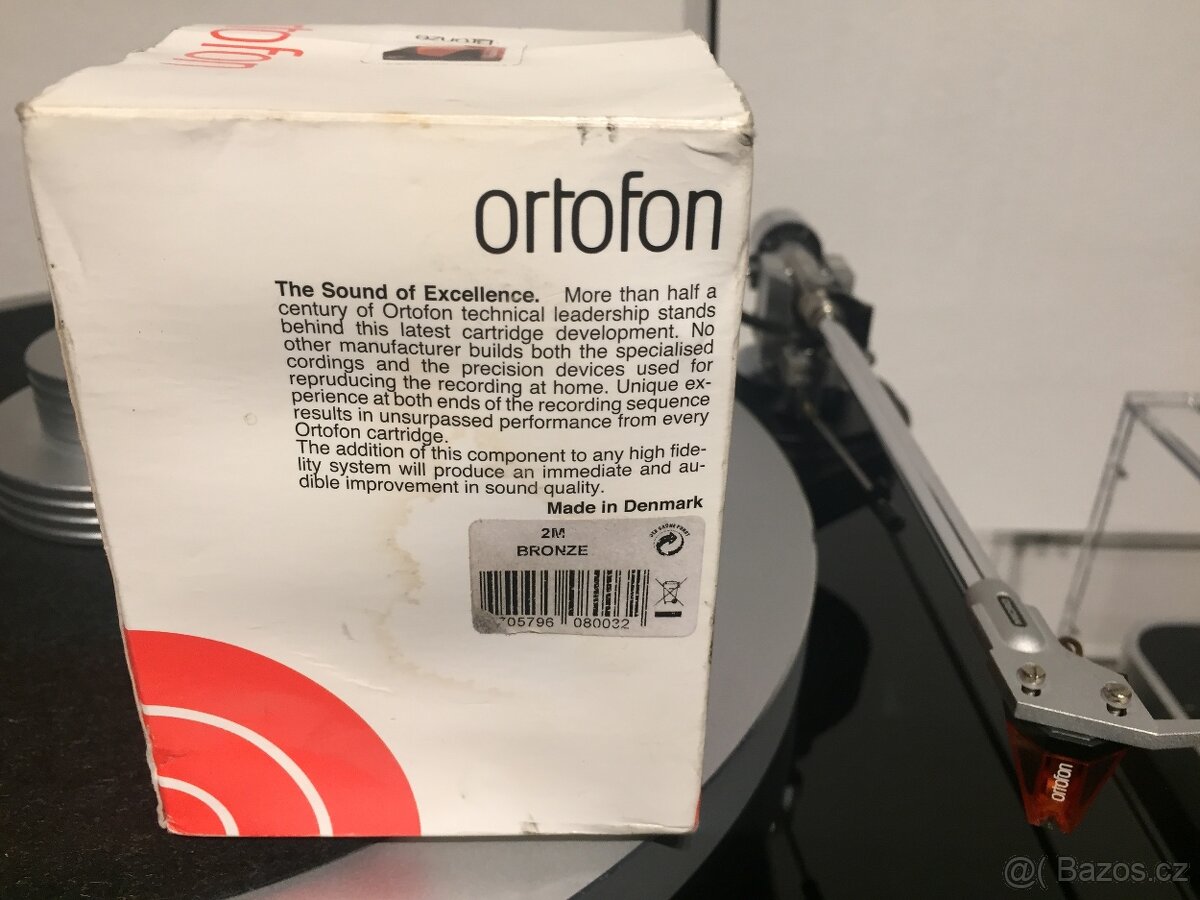 Bronze
ortofon
The Sound of Excellence. More than half a
century of Ortofon technical leadership stands
behind this latest cartridge development. No
other manufacturer builds both the specialised
cordings and the precision devices used for
repruducing the recording at home. Unique ex-
perience at both ends of the recording sequence
results in unsurpassed performance from every
Ortofon cartridge.
The addition of this component to any high fide-
lity system will produce an immediate and au-
dible improvement in sound quality.
Made in Denmark
2M
BRONZE
705796 080032
ortofon
@( Bazos.cz